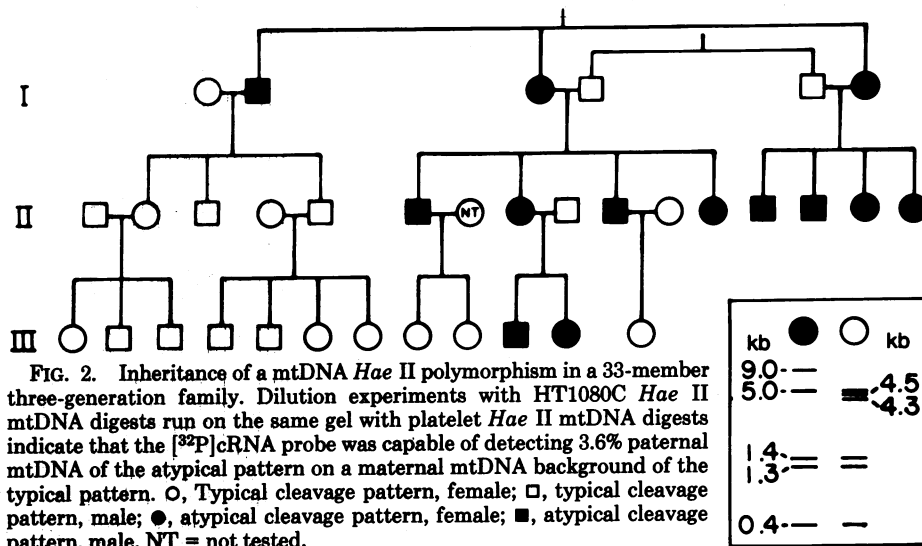 I
II
NT
III
kb kb
9.0
5.0 4.5
4.3
1.4
1.3
0.4
FIG. 2. Inheritance of a mtDNA Hae II polymorphism in a 33-member
three-generation family. Dilution experiments with HT1080C Hae II
mtDNA digests run on the same gel with platelet Hae II mtDNA digests
indicate that the [³²P]cRNA probe was capable of detecting 3.6% paternal
mtDNA of the atypical pattern on a maternal mtDNA background of the
typical pattern. ○, Typical cleavage pattern, female; □, typical cleavage
pattern, male; ●, atypical cleavage pattern, female; ■, atypical cleavage
pattern, male. NT = not tested.